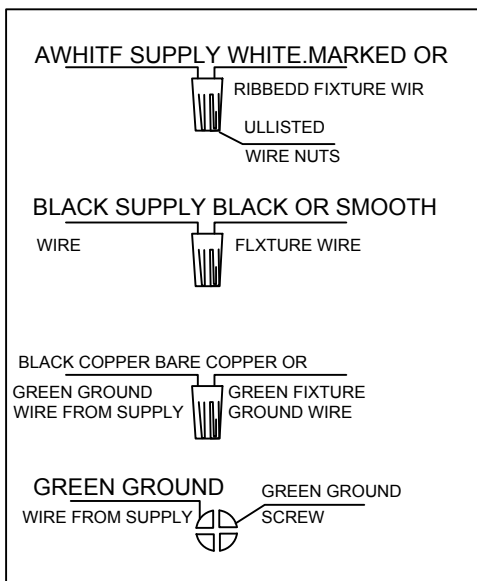 AWHITF SUPPLY WHITE.MARKED OR
RIBBEDD FIXTURE WIR
ULLISTED
WIRE NUTS
BLACK SUPPLY BLACK OR SMOOTH
WIRE FLXTURE WIRE
BLACK COPPER BARE COPPER OR
GREEN GROUND GREEN FIXTURE
WIRE FROM SUPPLY GROUND WIRE
GREEN GROUND GREEN GROUND
WIRE FROM SUPPLY SCREW